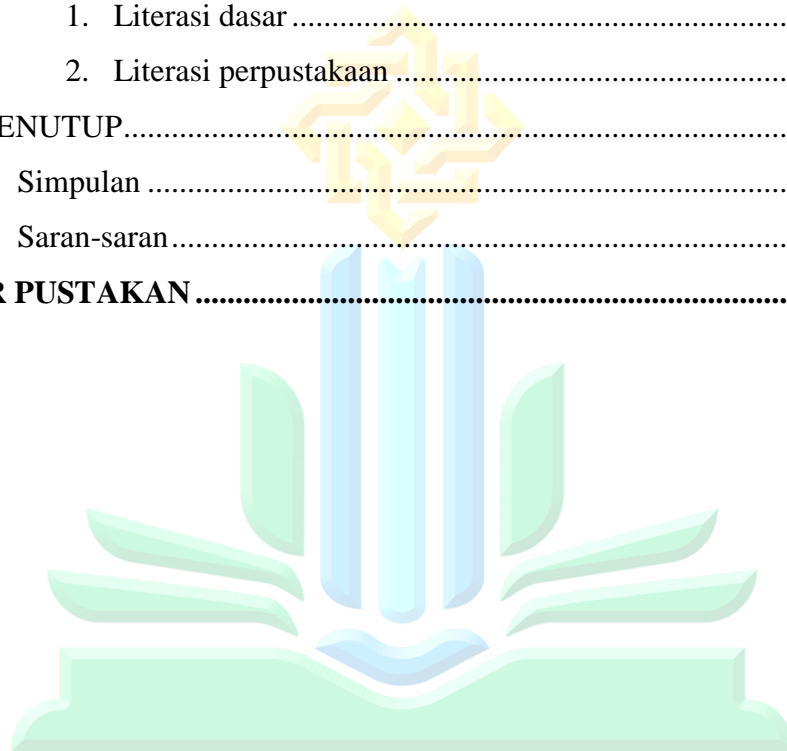 1. Literasi dasar ........................................................................
2. Literasi perpustakaan ........................................................
ENUTUP...............................................................................................
Simpulan ...........................................................................................
Saran-saran........................................................................................
R PUSTAKAN .....................................................................................